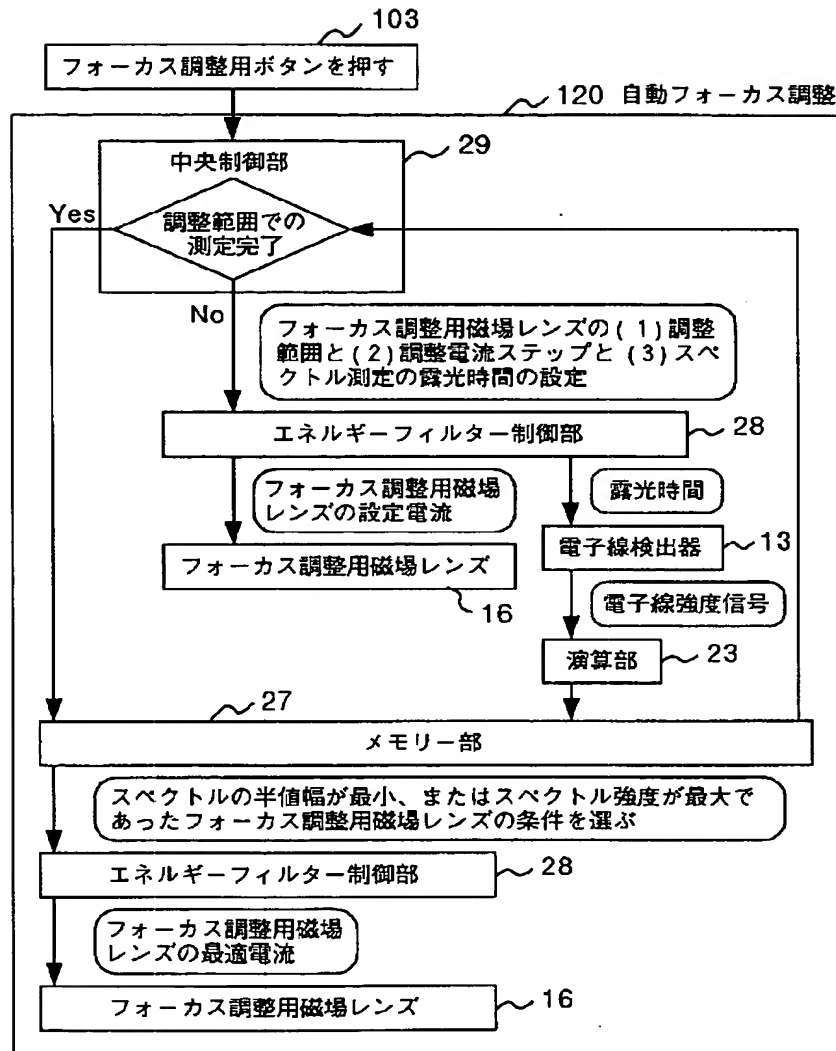 103
フォーカス調整用ボタンを押す
120 自動フォーカス調整
29
中央制御部
Yes
調整範囲での
測定完了
No
フォーカス調整用磁場レンズの(1)調整
範囲と(2)調整電流ステップと(3)スペ
クトル測定の露光時間の設定
エネルギーフィルター制御部
28
フォーカス調整用磁場
レンズの設定電流
露光時間
フォーカス調整用磁場レンズ
16
電子線検出器
13
電子線強度信号
演算部
23
27
メモリー部
スペクトルの半値幅が最小、またはスペクトル強度が最大で
あったフォーカス調整用磁場レンズの条件を選ぶ
エネルギーフィルター制御部
28
フォーカス調整用磁場
レンズの最適電流
フォーカス調整用磁場レンズ
16